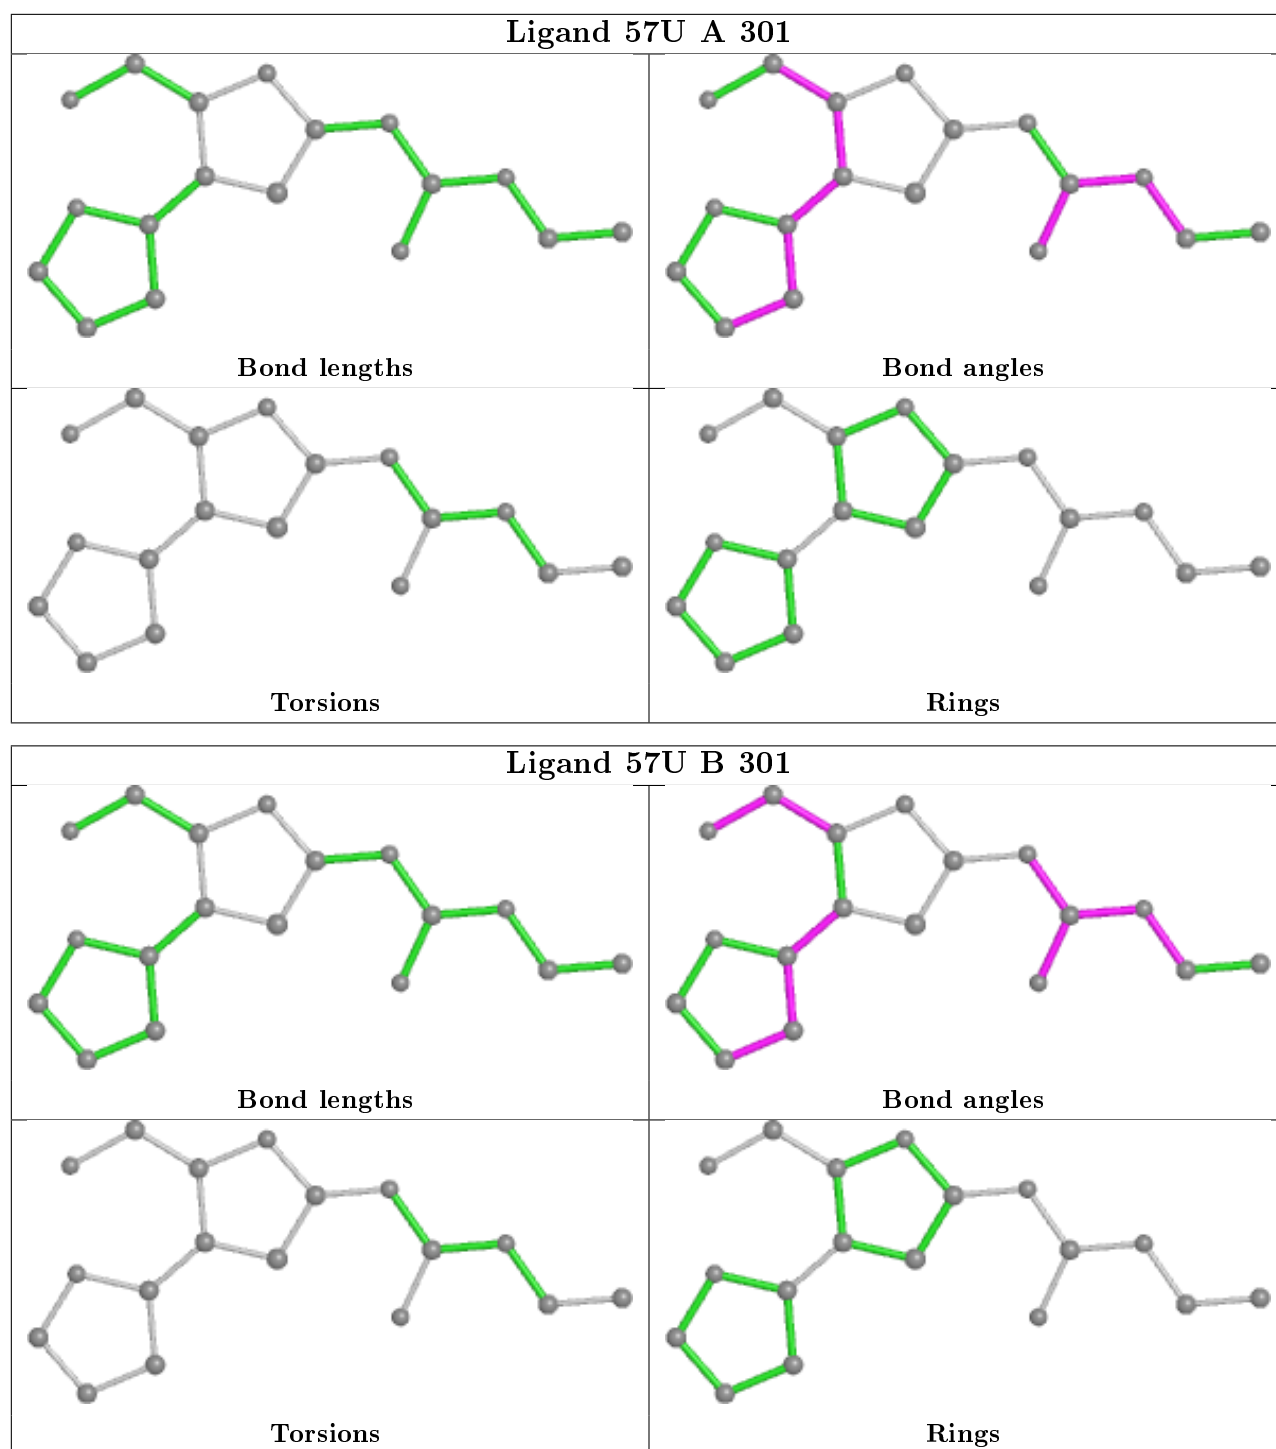 Ligand 57U A 301
Bond lengths
Bond angles
Torsions
Rings
Ligand 57U B 301
Bond lengths
Bond angles
Torsions
Rings